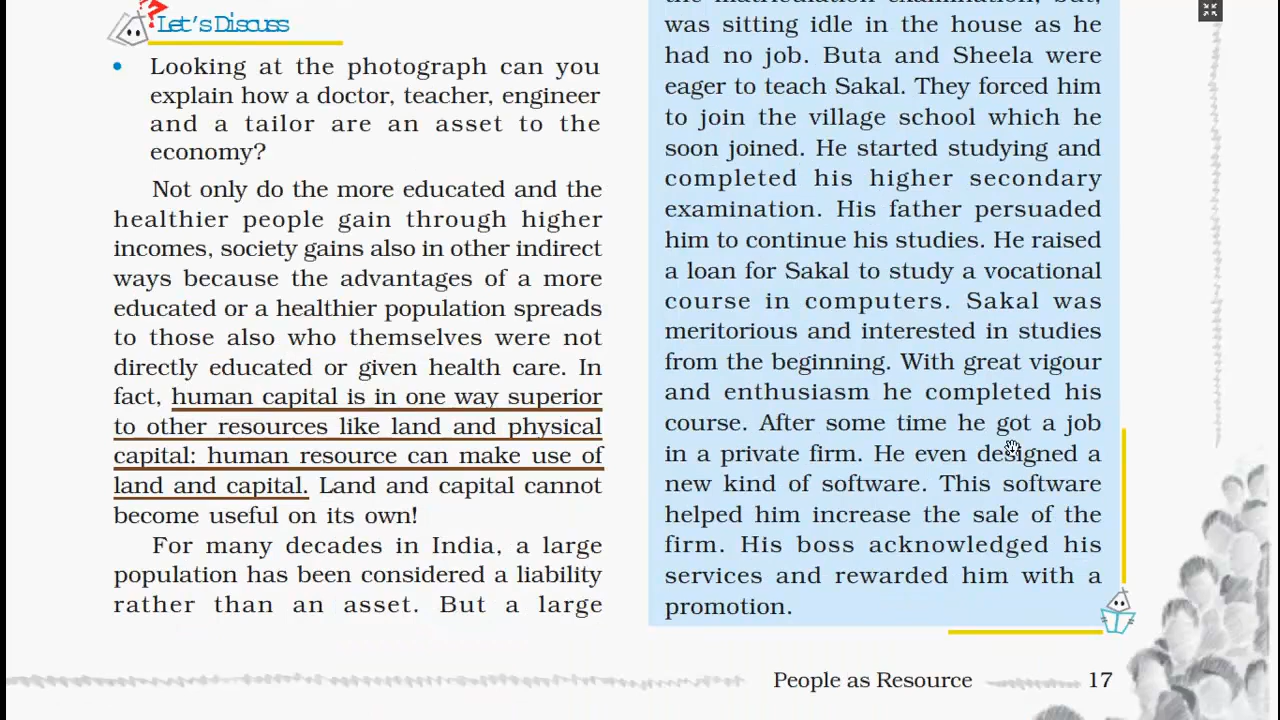 Let's Discuss
• Looking at the photograph can you
explain how a doctor, teacher, engineer
and a tailor are an asset to the
economy?
Not only do the more educated and the
healthier people gain through higher
incomes, society gains also in other indirect
ways because the advantages of a more
educated or a healthier population spreads
to those also who themselves were not
directly educated or given health care. In
fact, human capital is in one way superior
to other resources like land and physical
capital: human resource can make use of
land and capital. Land and capital cannot
become useful on its own!
For many decades in India, a large
population has been considered a liability
rather than an asset. But a large
the matriculation examination, but,
was sitting idle in the house as he
had no job. Buta and Sheela were
eager to teach Sakal. They forced him
to join the village school which he
soon joined. He started studying and
completed his higher secondary
examination. His father persuaded
him to continue his studies. He raised
a loan for Sakal to study a vocational
course in computers. Sakal was
meritorious and interested in studies
from the beginning. With great vigour
and enthusiasm he completed his
course. After some time he got a job
in a private firm. He even designed a
new kind of software. This software
helped him increase the sale of the
firm. His boss acknowledged his
services and rewarded him with a
promotion.
People as Resource 17